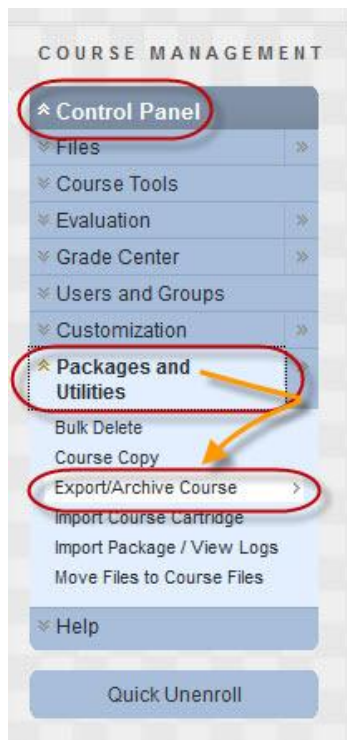 COURSE MANAGEMENT
Control Panel
Files
Course Tools
Evaluation
Grade Center
Users and Groups
Customization
Packages and
Utilities
Bulk Delete
Course Copy
Export/Archive Course
Import Course Cartridge
Import Package / View Logs
Move Files to Course Files
Help
Quick Unenroll